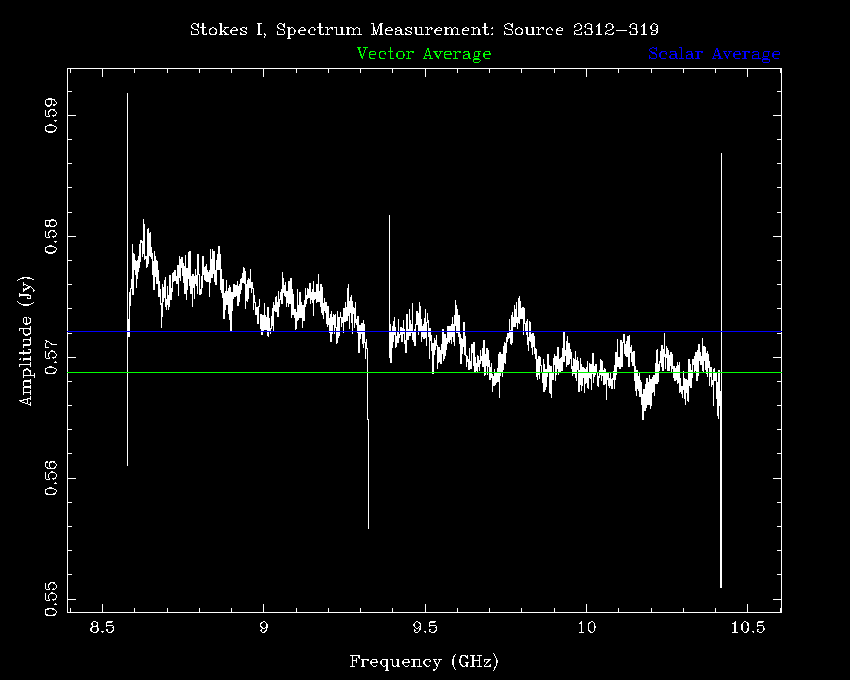 Stokes I, Spectrum Measurement: Source 2312−319
Vector Average Scalar Average
Amplitude (Jy)
0.59
0.58
0.57
0.56
0.55
8.5 9 9.5 10 10.5
Frequency (GHz)